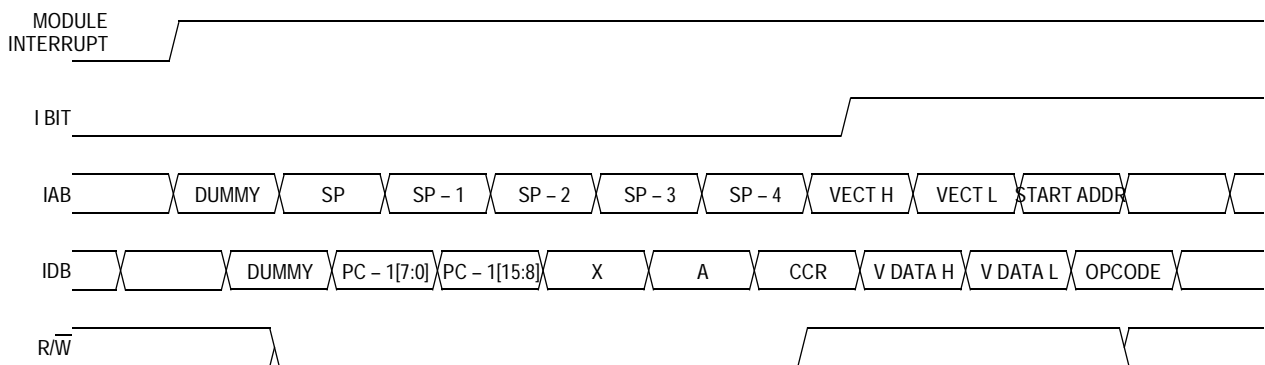 MODULE
INTERRUPT
I BIT
IAB DUMMY SP SP – 1 SP – 2 SP – 3 SP – 4 VECT H VECT L START ADDR
IDB DUMMY PC – 1[7:0] PC – 1[15:8] X A CCR V DATA H V DATA L OPCODE
R/W̅